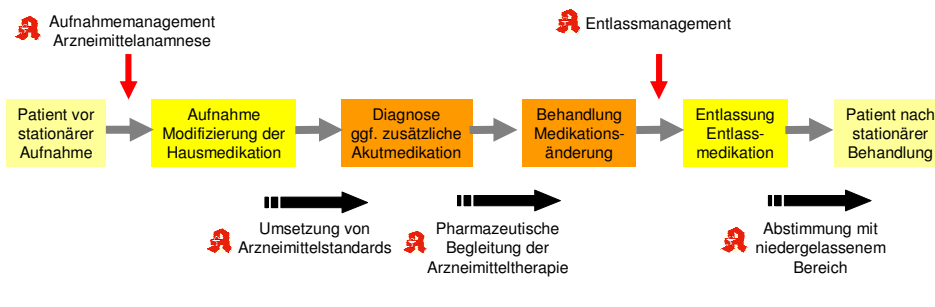 Aufnahmemanagement
Arzneimittelanamnese
Entlassmanagement
Patient vor
stationärer
Aufnahme
Aufnahme
Modifizierung der
Hausmedikation
Diagnose
ggf. zusätzliche
Akutmedikation
Behandlung
Medikations-
änderung
Entlassung
Entlass-
medikation
Patient nach
stationärer
Behandlung
Umsetzung von
Arzneimittelstandards
Pharmazeutische
Begleitung der
Arzneimitteltherapie
Abstimmung mit
niedergelassenem
Bereich